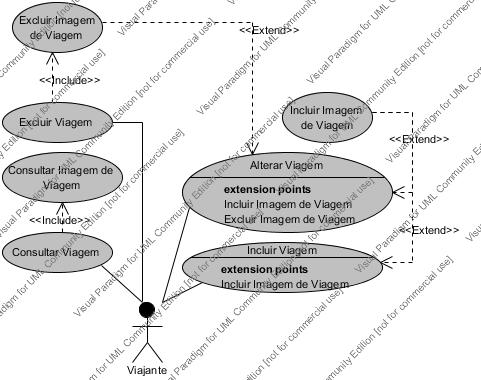 Excluir Imagem
de Viagem
<<Extend>>
<<Include>>
Incluir Imagem
de Viagem
Excluir Viagem
<<Extend>>
Consultar Imagem de
Viagem
Alterar Viagem
extension points
Incluir Imagem de Viagem
Excluir Imagem de Viagem
<<Include>>
<<Extend>>
Consultar Viagem
Incluir Viagem
extension points
Incluir Imagem de Viagem
Viajante
Visual Paradigm for UML Community Edition [not for commercial use]